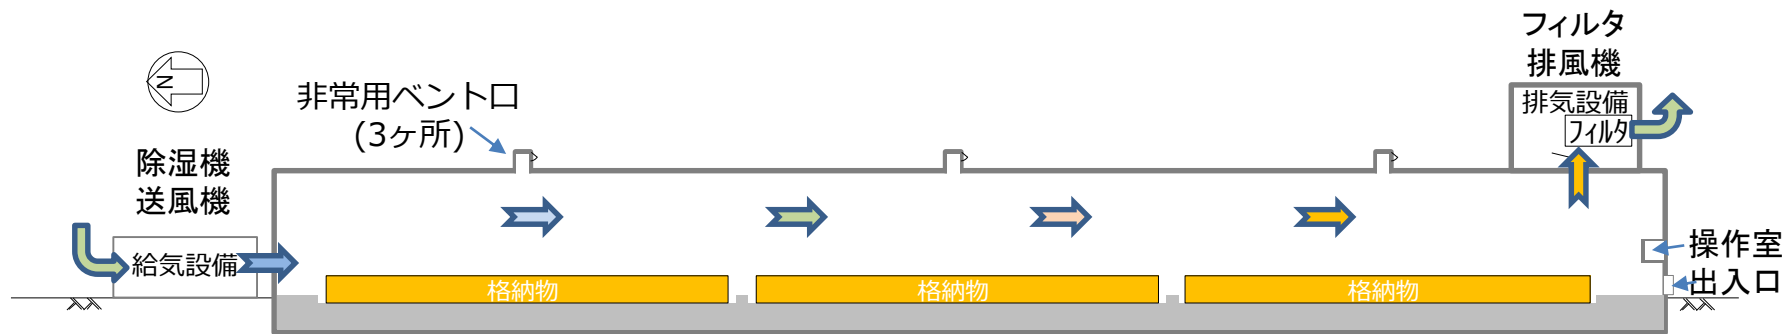 フィルタ
排風機
N
非常用ベント口
(3ヶ所)
排気設備
フィルタ
除湿機
送風機
給気設備
操作室
出入口
格納物
格納物
格納物